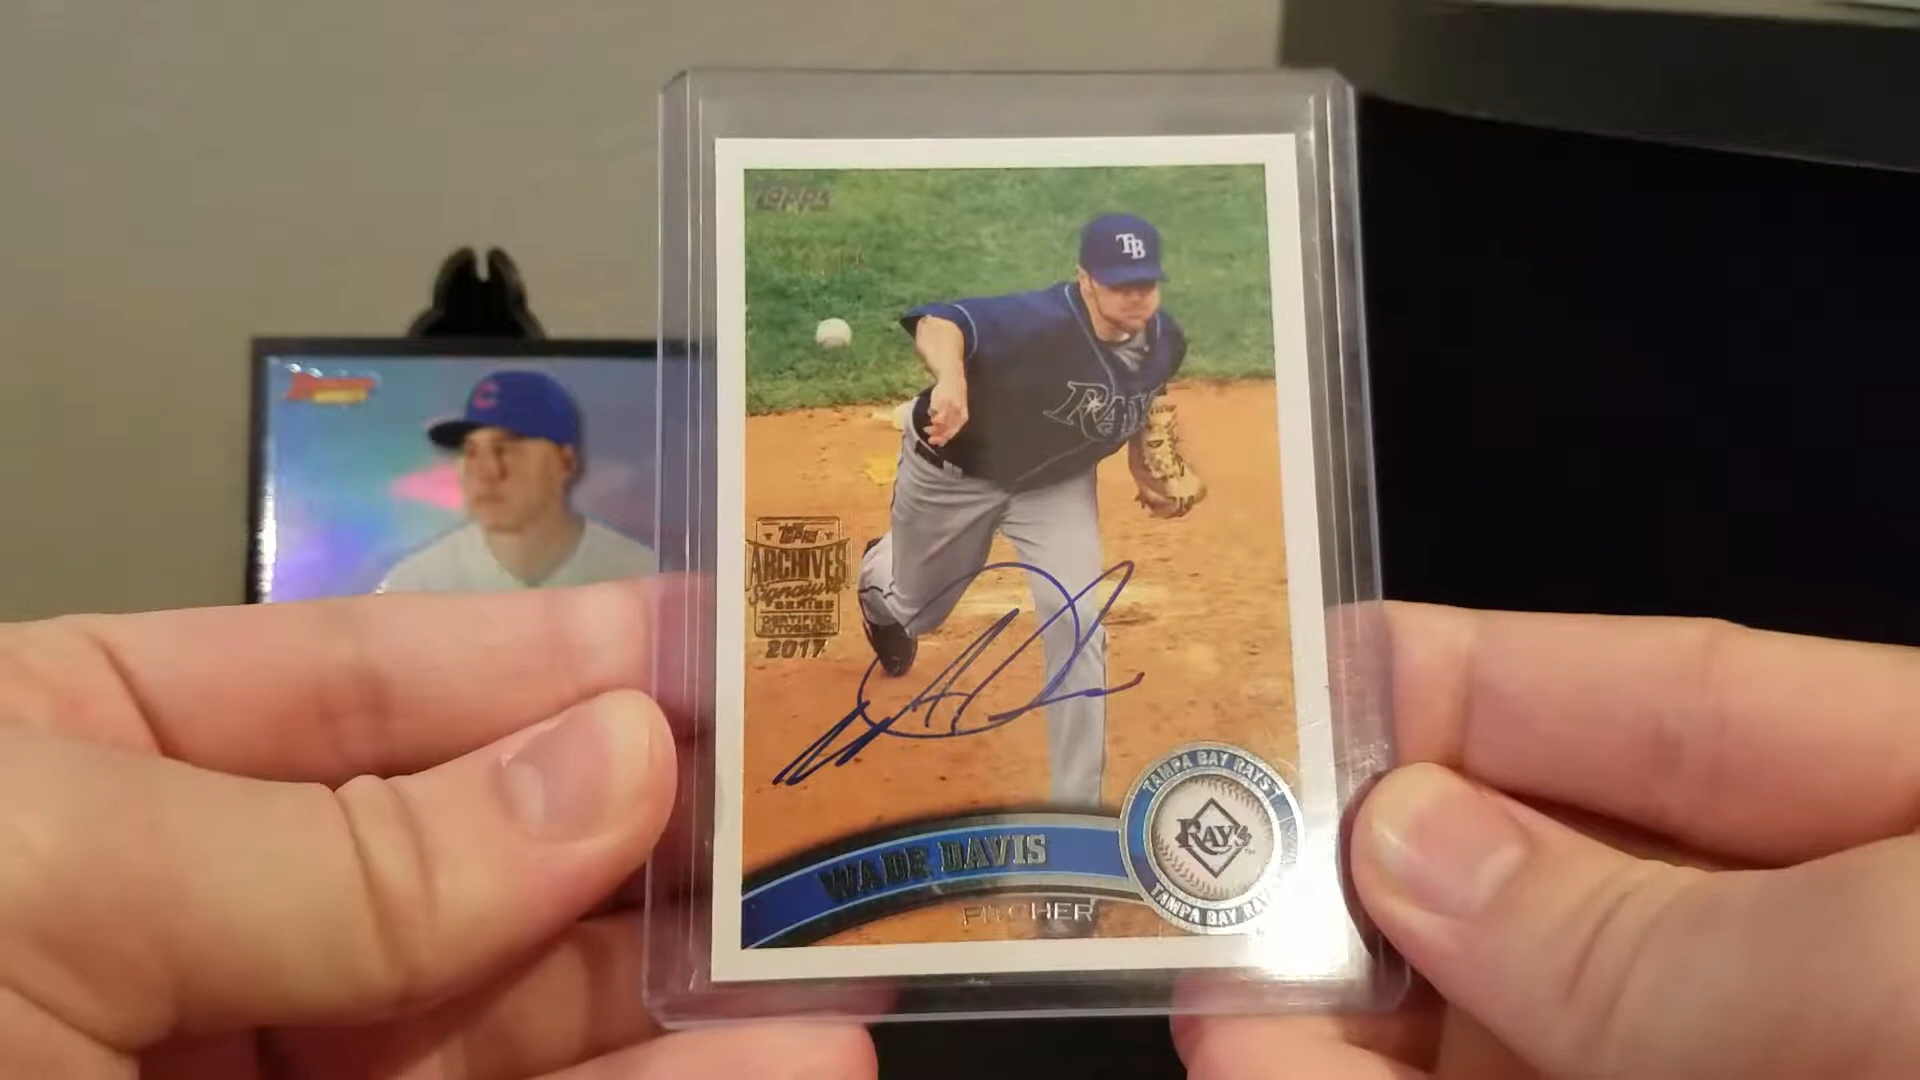 TOPPS
TB
RAYS
TOPPS
ARCHIVES
Signature
SERIES
CERTIFIED
AUTOGRAPH
2017
C
TAMPA BAY RAYS
RAYS
TAMPA BAY RAYS
WADE DAVIS
PITCHER